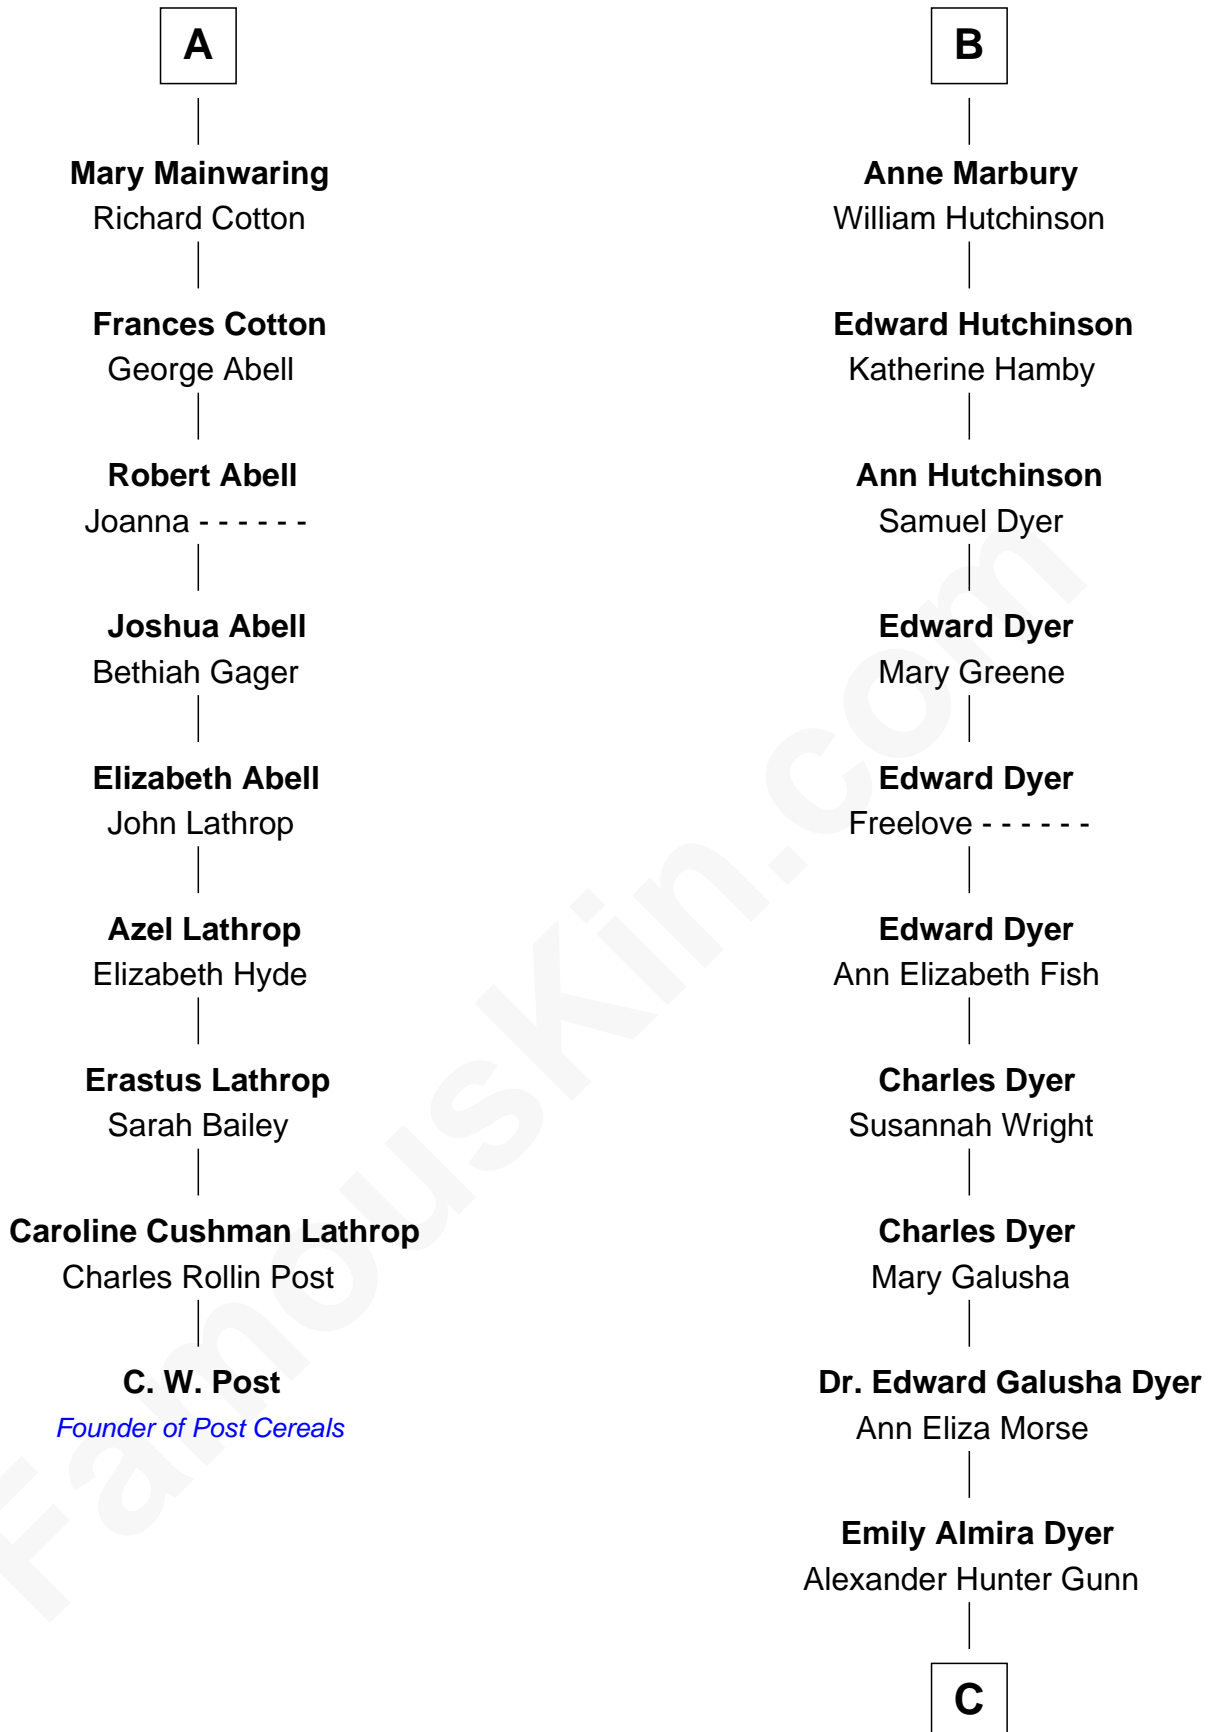 A
Mary Mainwaring
Richard Cotton
Frances Cotton
George Abell
Robert Abell
Joanna - - - - - -
Joshua Abell
Bethiah Gager
Elizabeth Abell
John Lathrop
Azel Lathrop
Elizabeth Hyde
Erastus Lathrop
Sarah Bailey
Caroline Cushman Lathrop
Charles Rollin Post
C. W. Post
Founder of Post Cereals
B
Anne Marbury
William Hutchinson
Edward Hutchinson
Katherine Hamby
Ann Hutchinson
Samuel Dyer
Edward Dyer
Mary Greene
Edward Dyer
Freelove - - - - - -
Edward Dyer
Ann Elizabeth Fish
Charles Dyer
Susannah Wright
Charles Dyer
Mary Galusha
Dr. Edward Galusha Dyer
Ann Eliza Morse
Emily Almira Dyer
Alexander Hunter Gunn
C
FamousKin.com